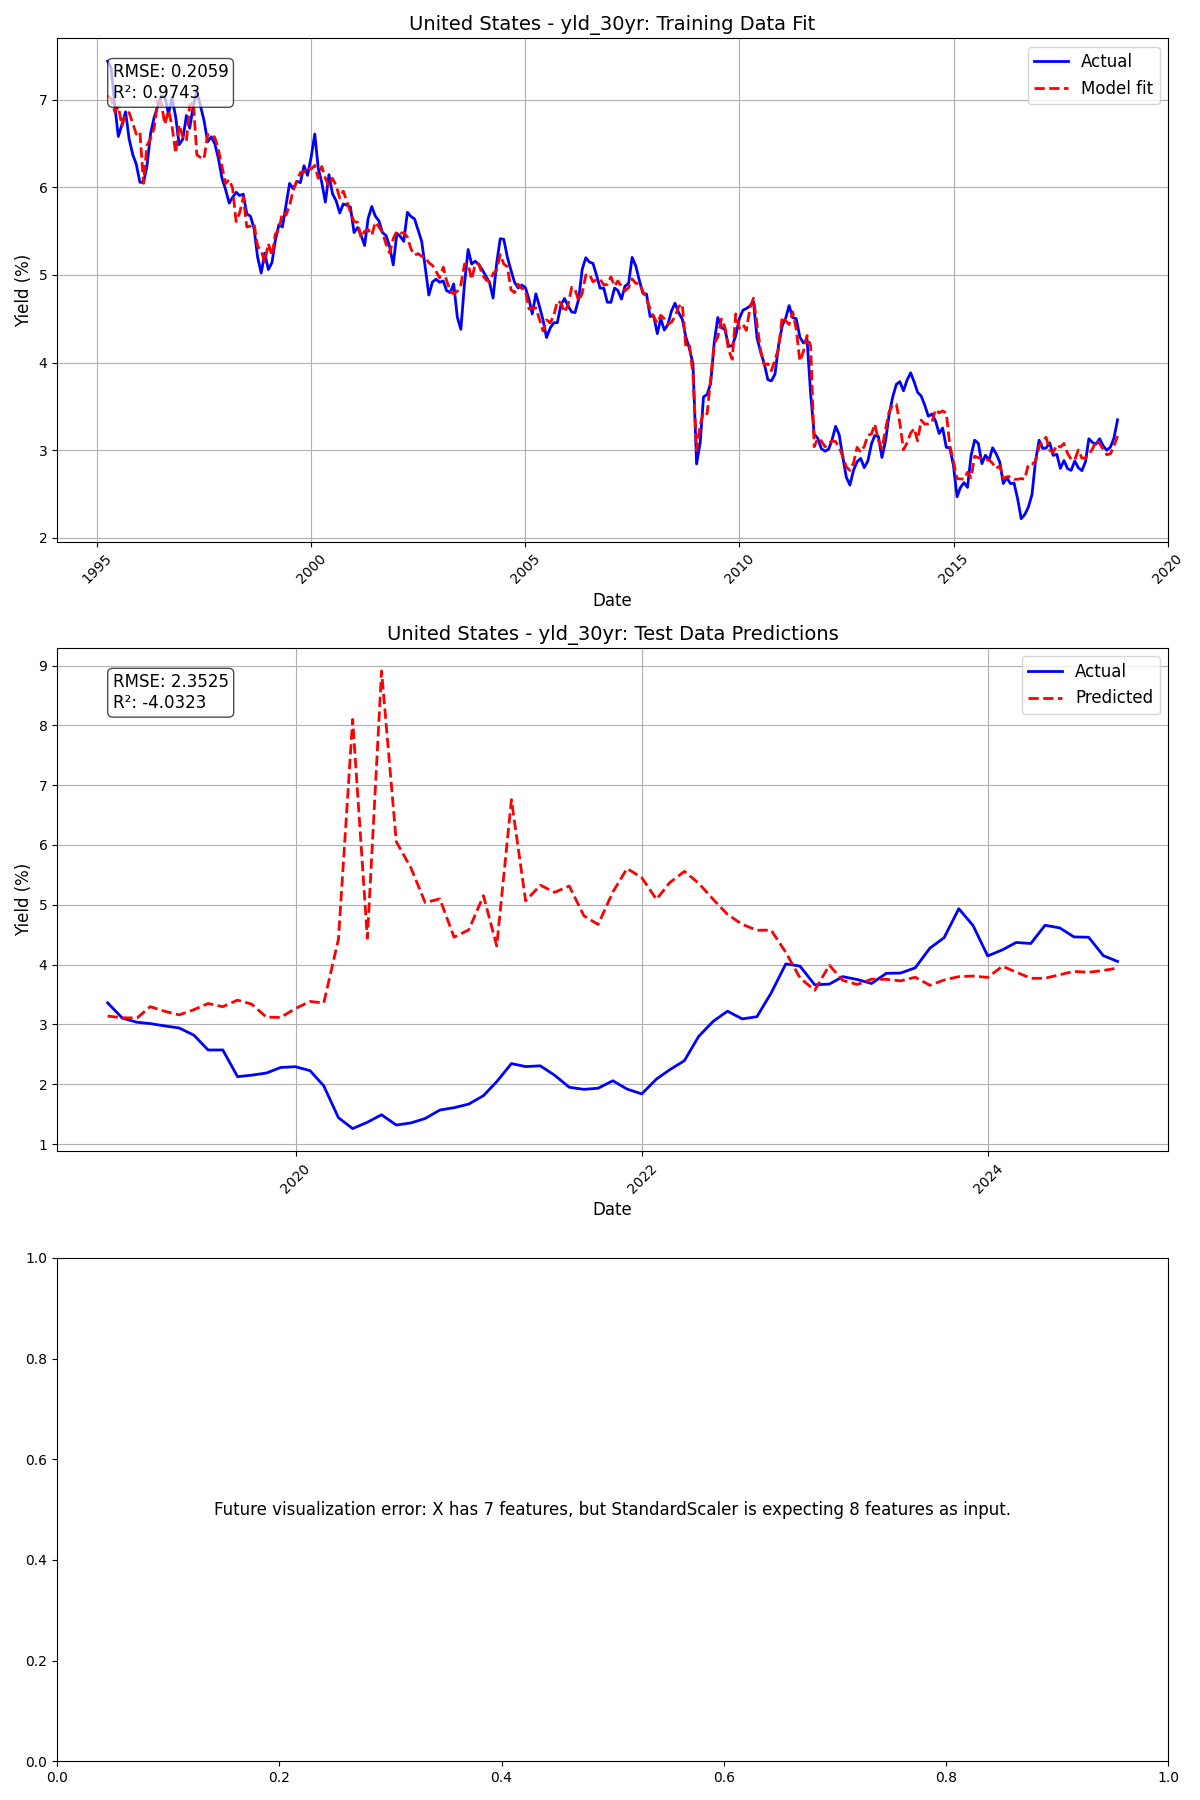 United States - yld_30yr: Training Data Fit
RMSE: 0.2059
R²: 0.9743
Actual
Model fit
Yield (%)
7
6
5
4
3
2
1995
2000
2005
2010
2015
2020
Date
United States - yld_30yr: Test Data Predictions
RMSE: 2.3525
R²: -4.0323
Actual
Predicted
Yield (%)
9
8
7
6
5
4
3
2
1
2020
2022
2024
Date
1.0
0.8
0.6
0.4
0.2
0.0
Future visualization error: X has 7 features, but StandardScaler is expecting 8 features as input.
0.0
0.2
0.4
0.6
0.8
1.0